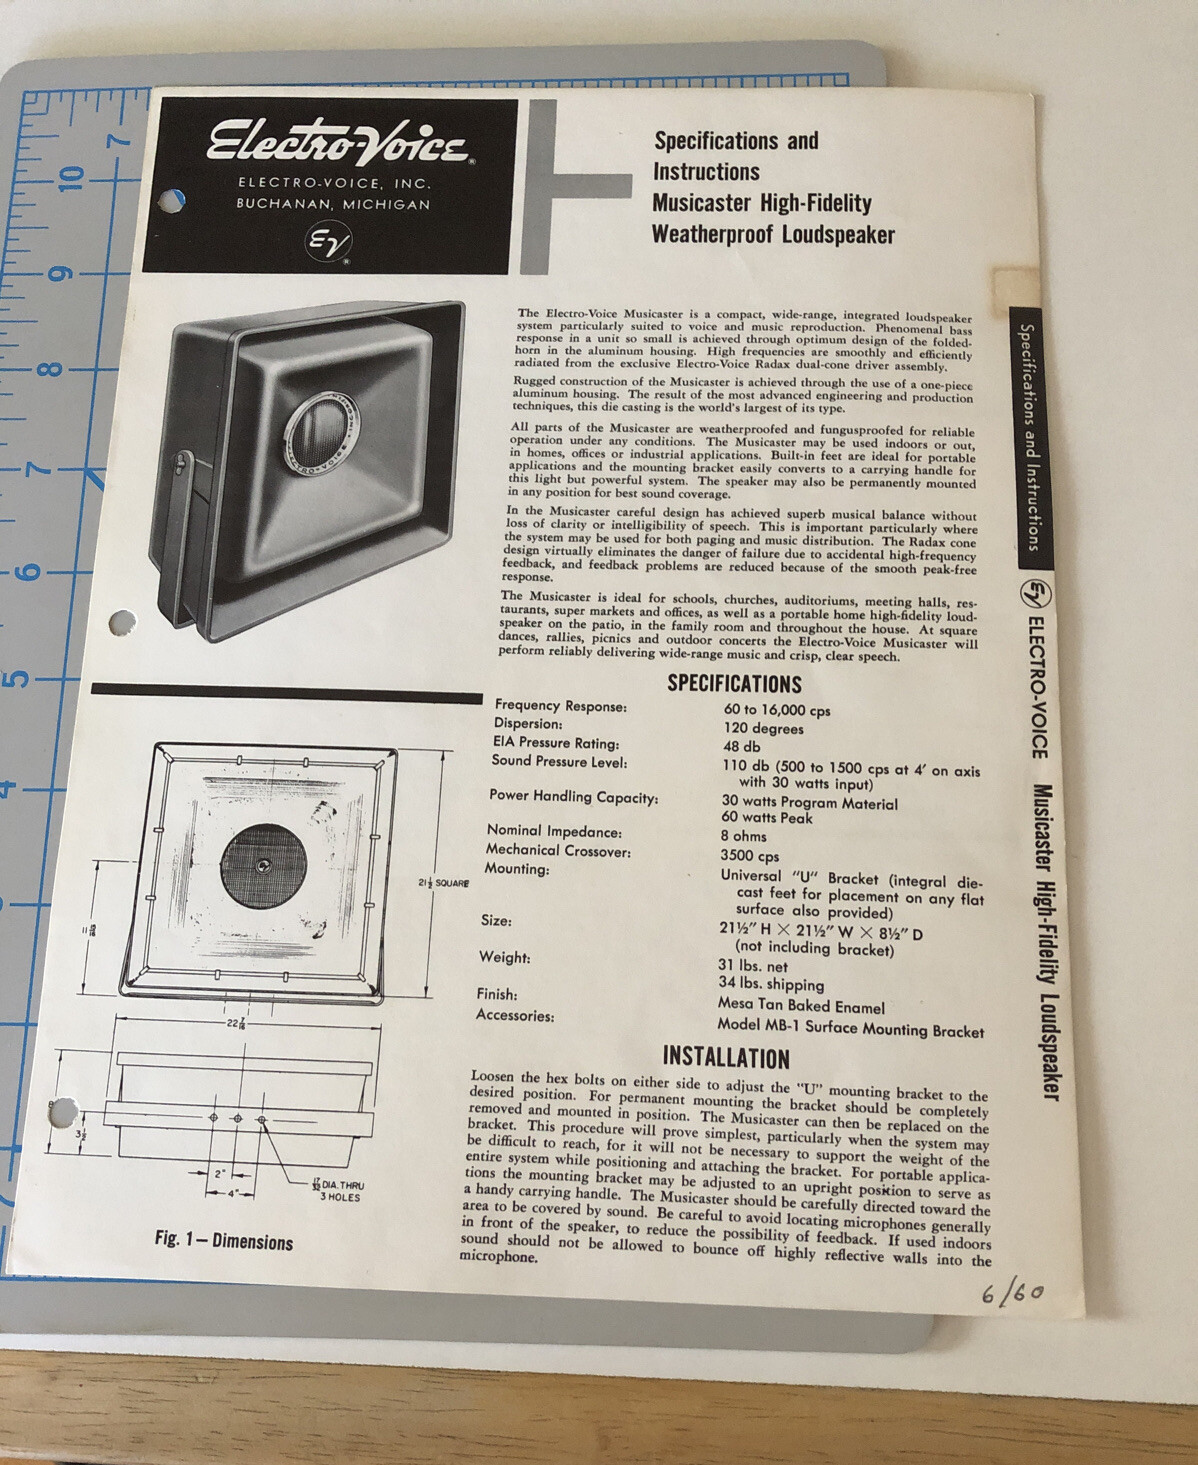 Electro-Voice®
ELECTRO-VOICE, INC.
BUCHANAN, MICHIGAN
EV®
Specifications and
Instructions
Musicaster High-Fidelity
Weatherproof Loudspeaker
The Electro-Voice Musicaster is a compact, wide-range, integrated loudspeaker
system particularly suited to voice and music reproduction. Phenomenal bass
response in a unit so small is achieved through optimum design of the folded-
horn in the aluminum housing. High frequencies are smoothly and efficiently
radiated from the exclusive Electro-Voice Radax dual-cone driver assembly.
Rugged construction of the Musicaster is achieved through the use of a one-piece
aluminum housing. The result of the most advanced engineering and production
techniques, this die casting is the world's largest of its type.
All parts of the Musicaster are weatherproofed and fungusproofed for reliable
operation under any conditions. The Musicaster may be used indoors or out,
in homes, offices or industrial applications. Built-in feet are ideal for portable
applications and the mounting bracket easily converts to a carrying handle for
this light but powerful system. The speaker may also be permanently mounted
in any position for best sound coverage.
In the Musicaster careful design has achieved superb musical balance without
loss of clarity or intelligibility of speech. This is important particularly where
the system may be used for both paging and music distribution. The Radax cone
design virtually eliminates the danger of failure due to accidental high-frequency
feedback, and feedback problems are reduced because of the smooth peak-free
response.
The Musicaster is ideal for schools, churches, auditoriums, meeting halls, res-
taurants, super markets and offices, as well as a portable home high-fidelity loud-
speaker on the patio, in the family room and throughout the house. At square
dances, rallies, picnics and outdoor concerts the Electro-Voice Musicaster will
perform reliably delivering wide-range music and crisp, clear speech.
SPECIFICATIONS
Frequency Response: 60 to 16,000 cps
Dispersion: 120 degrees
EIA Pressure Rating: 48 db
Sound Pressure Level: 110 db (500 to 1500 cps at 4' on axis
with 30 watts input)
Power Handling Capacity: 30 watts Program Material
60 watts Peak
Nominal Impedance: 8 ohms
Mechanical Crossover: 3500 cps
Mounting: Universal "U" Bracket (integral die-
cast feet for placement on any flat
surface also provided)
Size: 21½" H × 21½" W × 8½" D
(not including bracket)
Weight: 31 lbs. net
34 lbs. shipping
Finish: Mesa Tan Baked Enamel
Accessories: Model MB-1 Surface Mounting Bracket
INSTALLATION
Loosen the hex bolts on either side to adjust the "U" mounting bracket to the
desired position. For permanent mounting the bracket should be completely
removed and mounted in position. The Musicaster can then be replaced on the
bracket. This procedure will prove simplest, particularly when the system may
be difficult to reach, for it will not be necessary to support the weight of the
entire system while positioning and attaching the bracket. For portable applica-
tions the mounting bracket may be adjusted to an upright position to serve as
a handy carrying handle. The Musicaster should be carefully directed toward the
area to be covered by sound. Be careful to avoid locating microphones generally
in front of the speaker, to reduce the possibility of feedback. If used indoors
sound should not be allowed to bounce off highly reflective walls into the
microphone.
6/60
21½ SQUARE
11 15/16
22 7/16
8
3½
2"
4"
17/32 DIA. THRU
3 HOLES
Fig. 1 – Dimensions
Specifications and Instructions
EV ELECTRO-VOICE Musicaster High-Fidelity Loudspeaker
7
10
9
8
7
6
5
4